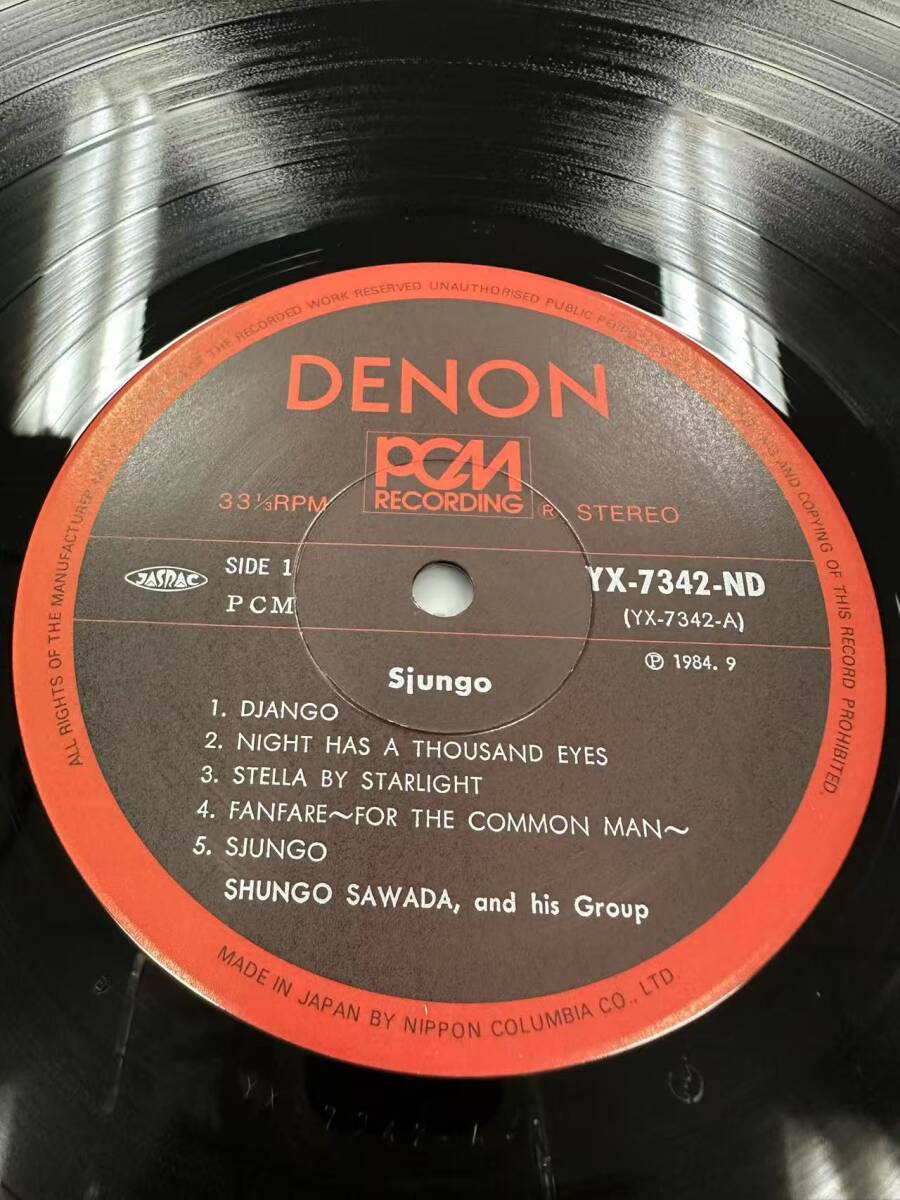 ALL RIGHTS OF THE MANUFACTURER AND OF THE RECORDED WORK RESERVED UNAUTHORISED PUBLIC AND COPYING OF THIS RECORD PROHIBITED.
DENON
PCM
RECORDING
33⅓RPM ® STEREO
JASRAC
SIDE 1
PCM
YX-7342-ND
(YX-7342-A)
Ⓟ 1984. 9
Sjungo
1. DJANGO
2. NIGHT HAS A THOUSAND EYES
3. STELLA BY STARLIGHT
4. FANFARE~FOR THE COMMON MAN~
5. SJUNGO
SHUNGO SAWADA, and his Group
MADE IN JAPAN BY NIPPON COLUMBIA CO., LTD